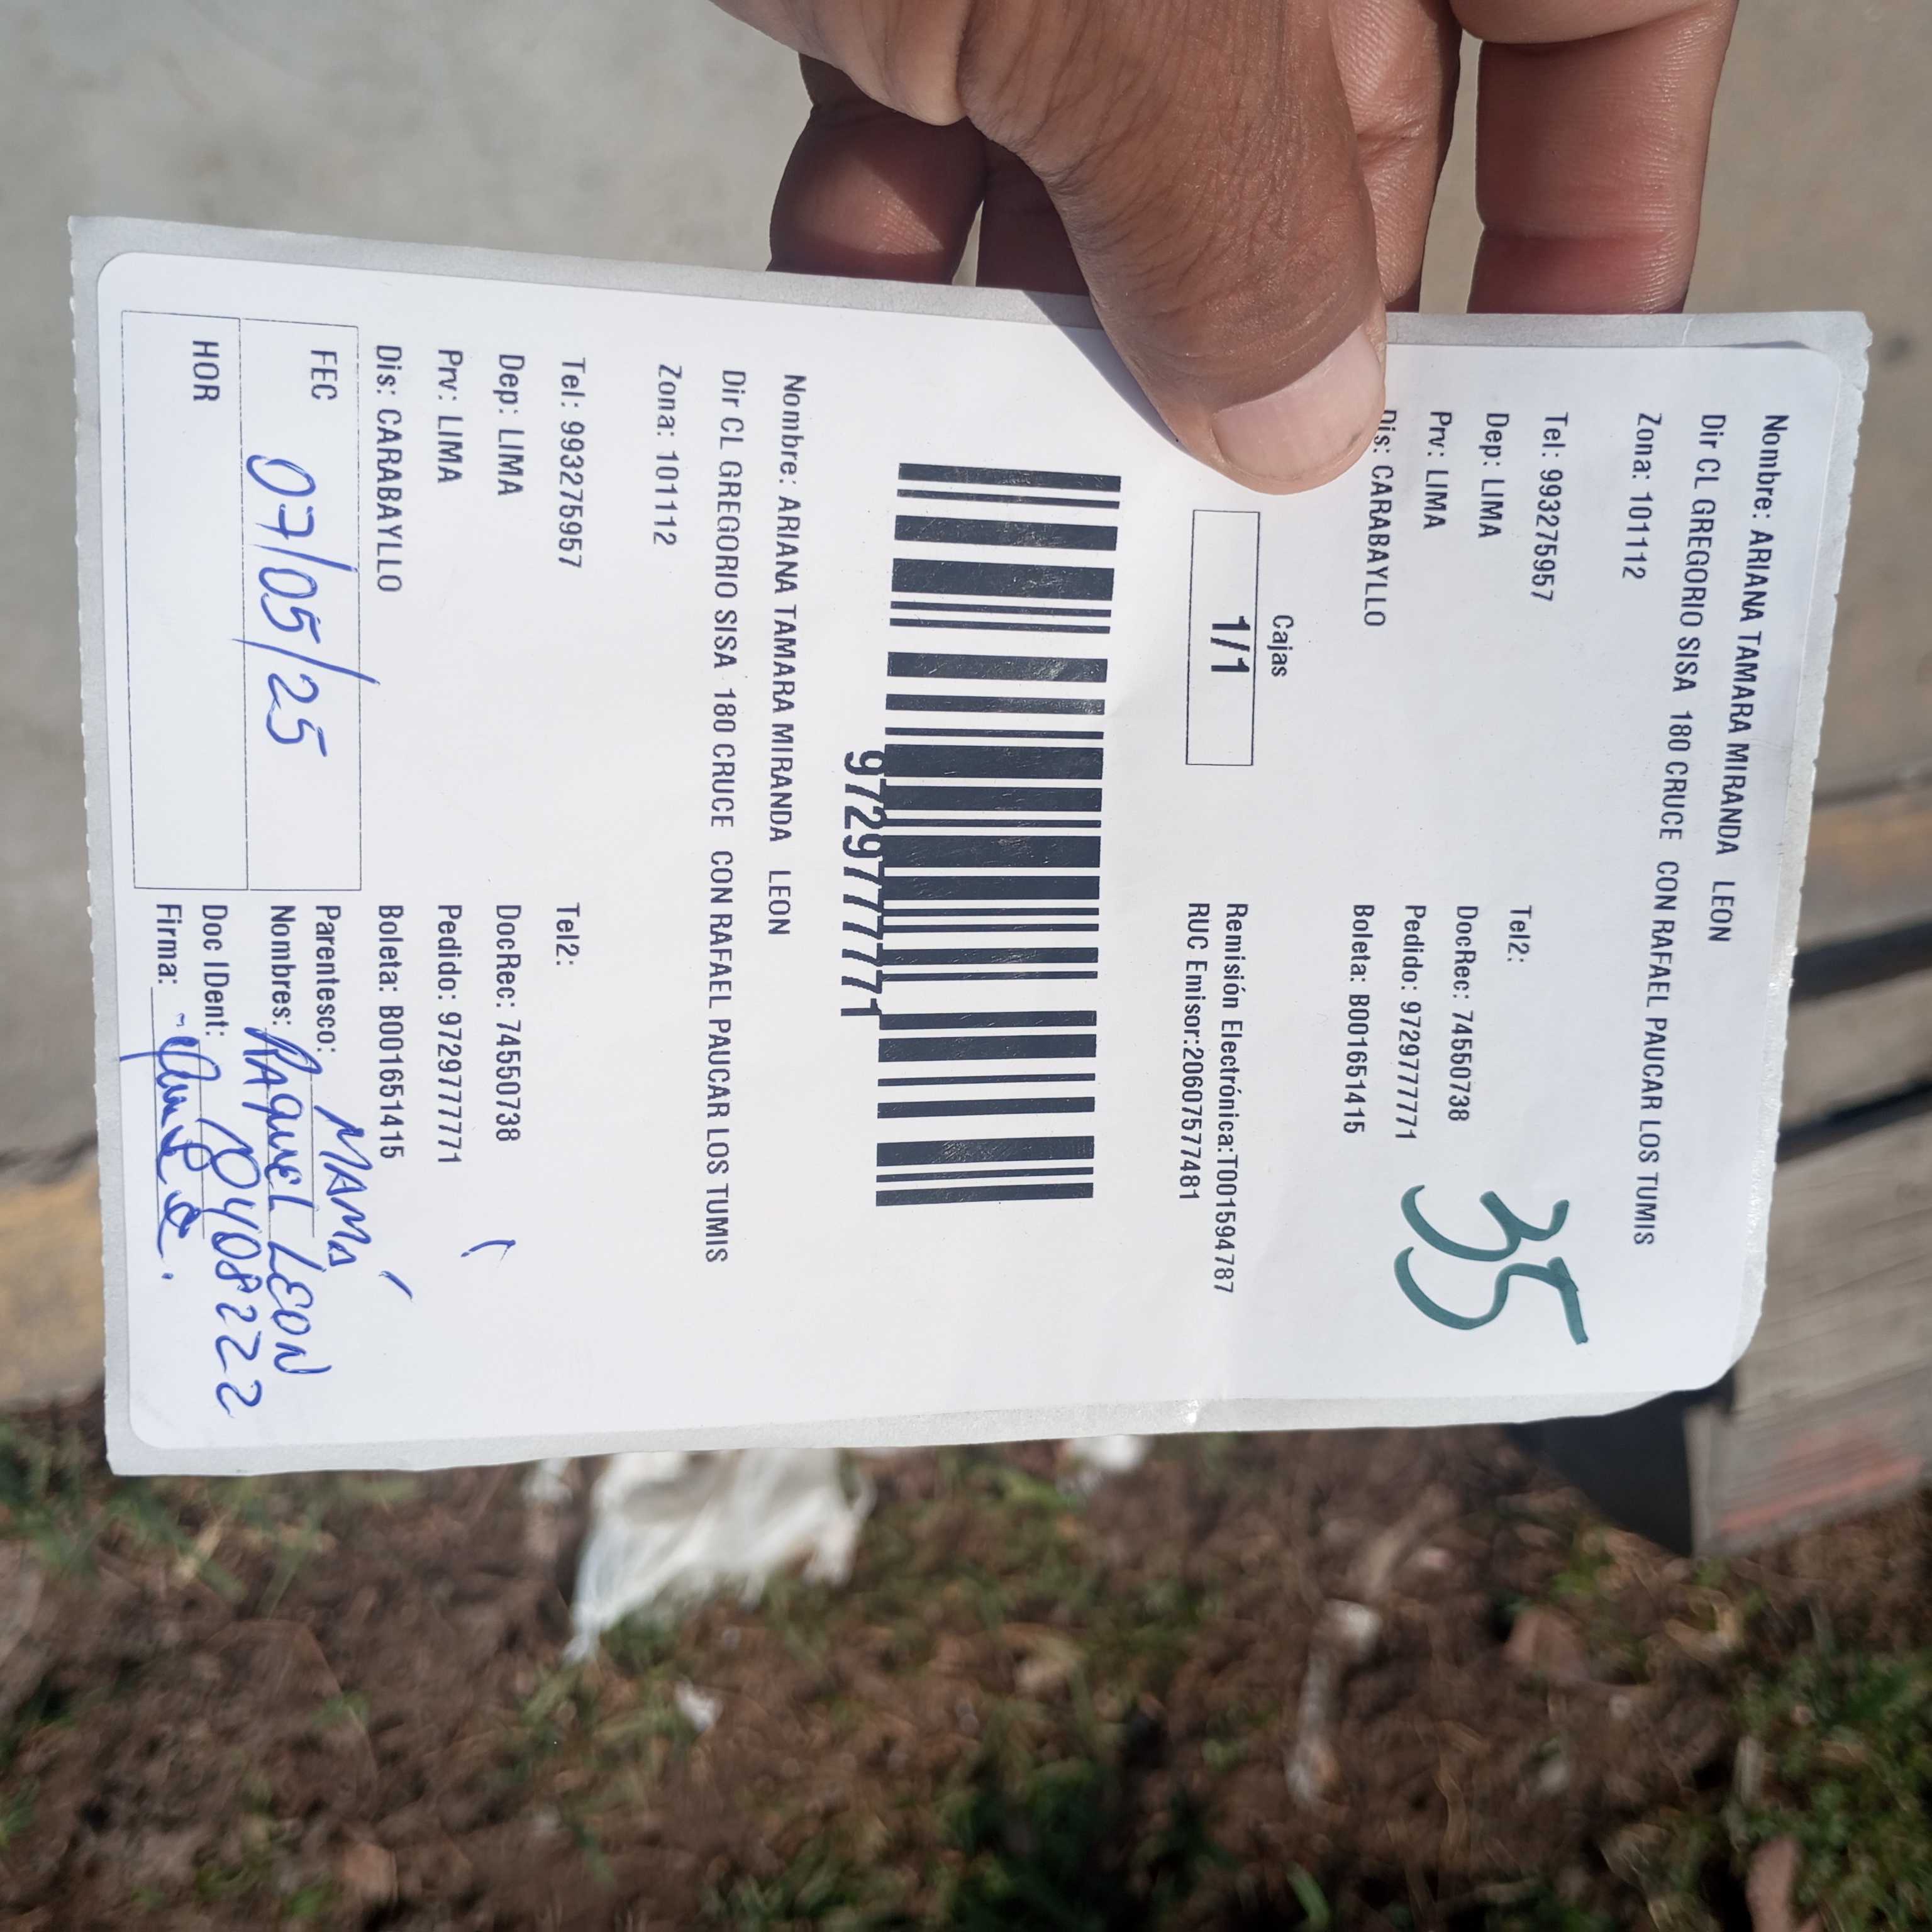 Nombre: ARIANA TAMARA MIRANDA LEON
Dir CL GREGORIO SISA 180 CRUCE CON RAFAEL PAUCAR LOS TUMIS
Zona: 101112
Tel: 993275957
Tel2:
Dep: LIMA
DocRec: 74550738
Prv: LIMA
Pedido: 97297777771
Dis: CARABAYLLO
Boleta: B001651415
35
Cajas
1/1
Remisión Electrónica:T001594787
RUC Emisor:20607577481
97297777771
Nombre: ARIANA TAMARA MIRANDA LEON
Dir CL GREGORIO SISA 180 CRUCE CON RAFAEL PAUCAR LOS TUMIS
Zona: 101112
Tel: 993275957
Tel2:
Dep: LIMA
DocRec: 74550738
Prv: LIMA
Pedido: 97297777771
Dis: CARABAYLLO
Boleta: B001651415
FEC 07/05/25
Parentesco: MAMÁ
Nombres: RAQUEL LEON
HOR
Doc IDent: 10408222
Firma: